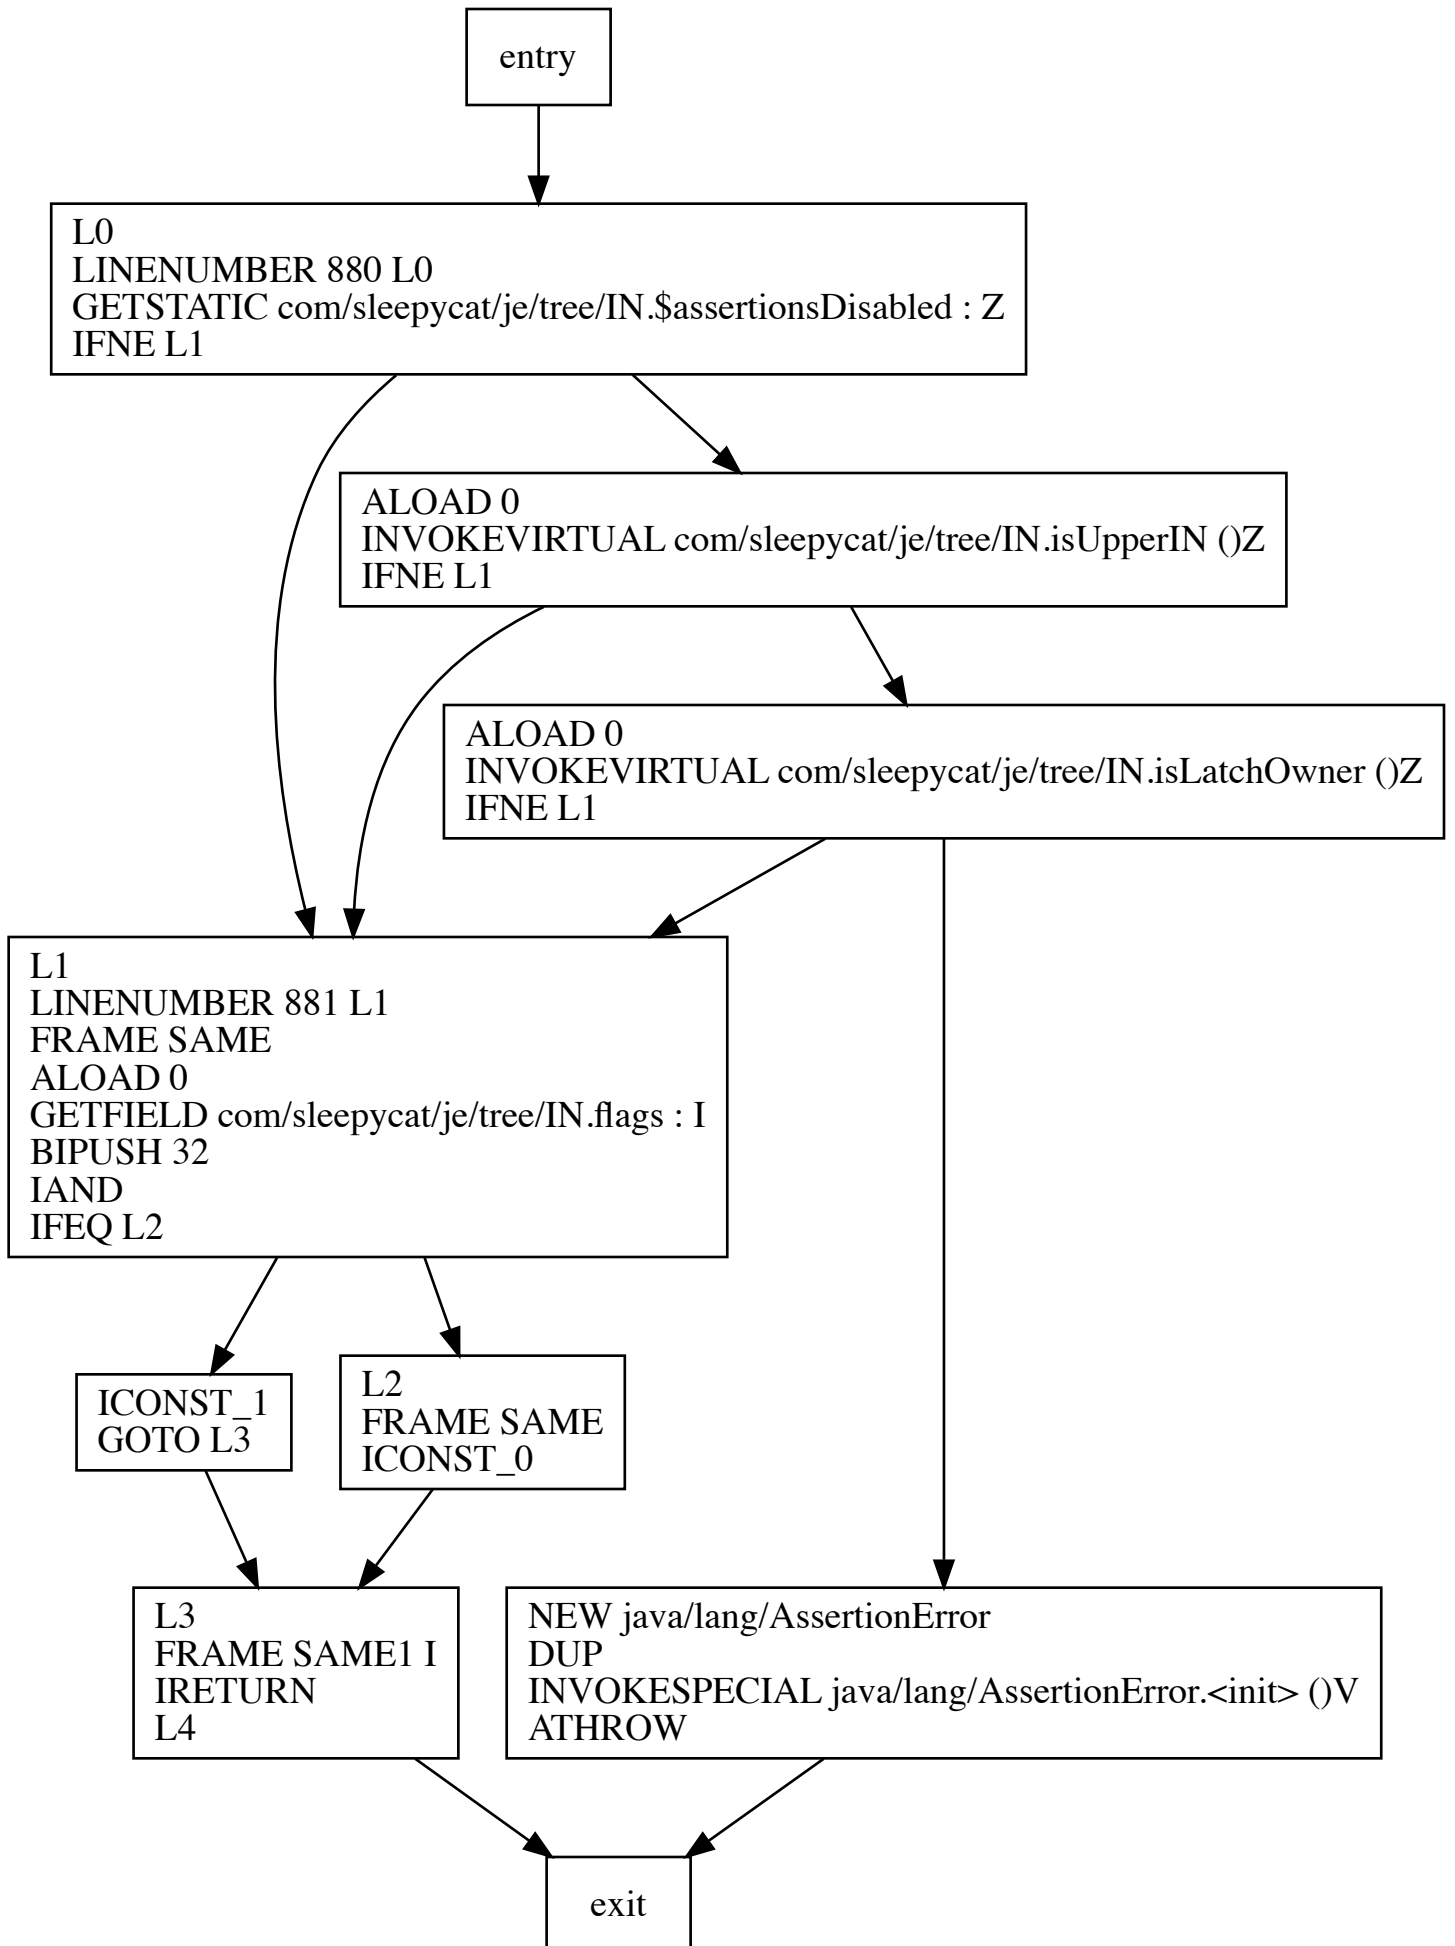 entry
L0
LINENUMBER 880 L0
GETSTATIC com/sleepycat/je/tree/IN.$assertionsDisabled : Z
IFNE L1
ALOAD 0
INVOKEVIRTUAL com/sleepycat/je/tree/IN.isUpperIN ()Z
IFNE L1
ALOAD 0
INVOKEVIRTUAL com/sleepycat/je/tree/IN.isLatchOwner ()Z
IFNE L1
L1
LINENUMBER 881 L1
FRAME SAME
ALOAD 0
GETFIELD com/sleepycat/je/tree/IN.flags : I
BIPUSH 32
IAND
IFEQ L2
ICONST_1
GOTO L3
L2
FRAME SAME
ICONST_0
L3
FRAME SAME1 I
IRETURN
L4
NEW java/lang/AssertionError
DUP
INVOKESPECIAL java/lang/AssertionError.<init> ()V
ATHROW
exit